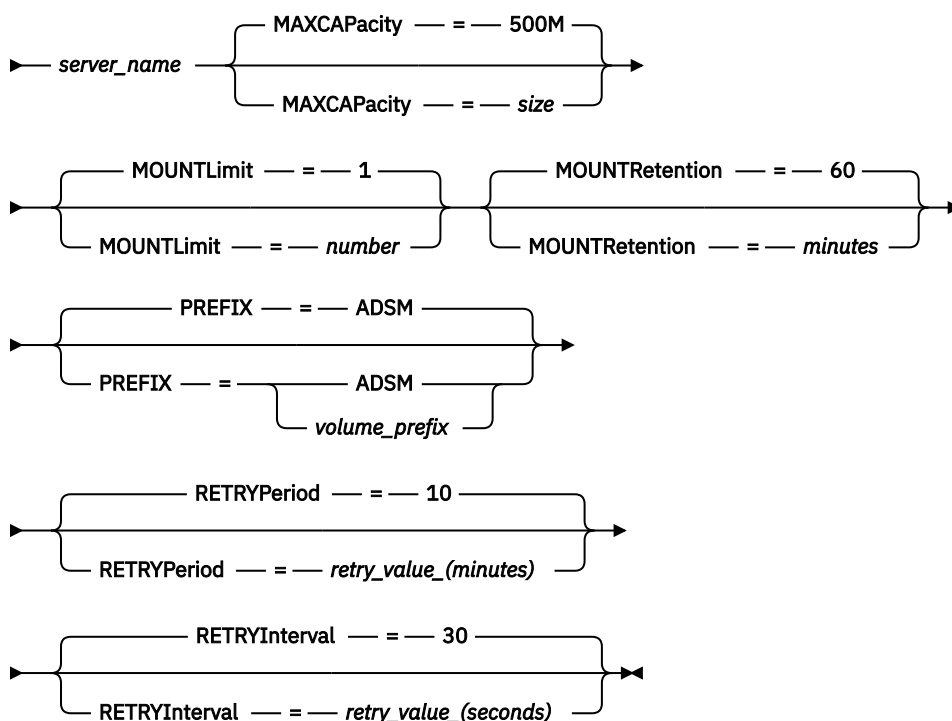 MAXCAPacity = 500M
server_name
MAXCAPacity = size
MOUNTLimit = 1 MOUNTRetention = 60
MOUNTLimit = number MOUNTRetention = minutes
PREFIX = ADSM
PREFIX = ADSM
volume_prefix
RETRYPeriod = 10
RETRYPeriod = retry_value_(minutes)
RETRYInterval = 30
RETRYInterval = retry_value_(seconds)